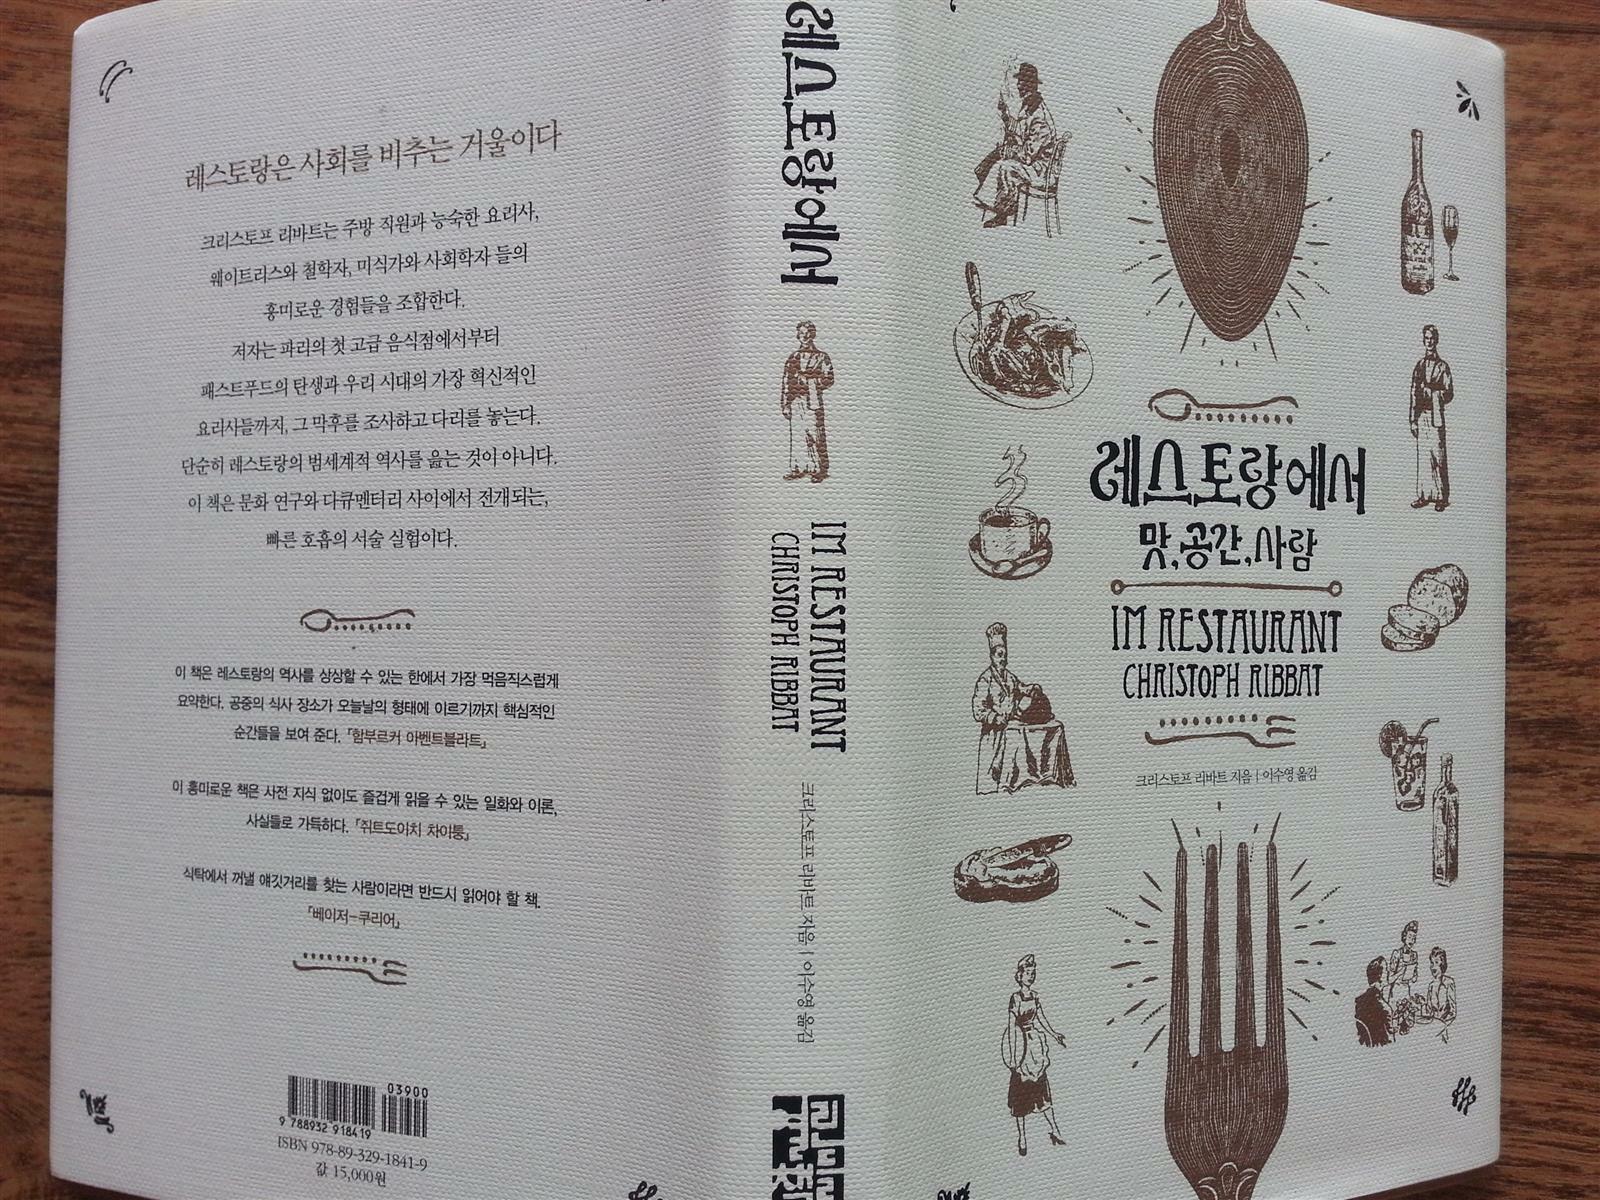 레스토랑은 사회를 비추는 거울이다
크리스토프 리바트는 주방 직원과 능숙한 요리사,
웨이트리스와 철학자, 미식가와 사회학자 들의
흥미로운 경험들을 조합한다.
저자는 파리의 첫 고급 음식점에서부터
패스트푸드의 탄생과 우리 시대의 가장 혁신적인
요리사들까지, 그 막후를 조사하고 다리를 놓는다.
단순히 레스토랑의 범세계적 역사를 읊는 것이 아니다.
이 책은 문화 연구와 다큐멘터리 사이에서 전개되는,
빠른 호흡의 서술 실험이다.
이 책은 레스토랑의 역사를 상상할 수 있는 한에서 가장 먹음직스럽게
요약한다. 공중의 식사 장소가 오늘날의 형태에 이르기까지 핵심적인
순간들을 보여 준다. 「함부르커 아벤트블라트」
이 흥미로운 책은 사전 지식 없이도 즐겁게 읽을 수 있는 일화와 이론,
사실들로 가득하다. 「쥐트도이치 차이퉁」
식탁에서 꺼낼 얘깃거리를 찾는 사람이라면 반드시 읽어야 할 책.
「베이저-쿠리어」
03900
9 788932 918419
ISBN 978-89-329-1841-9
값 15,000원
레스토랑에서
IM RESTAURANT
CHRISTOPH RIBBAT
크리스토프 리바트 지음 | 이수영 옮김
레스토랑에서
맛, 공간, 사람
IM RESTAURANT
CHRISTOPH RIBBAT
크리스토프 리바트 지음 | 이수영 옮김